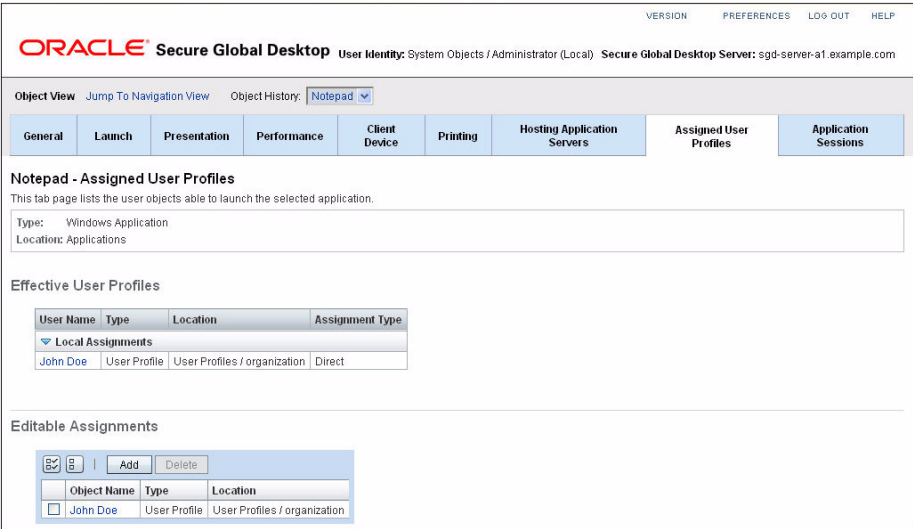 VERSION PREFERENCES LOG OUT HELP
ORACLE Secure Global Desktop User Identity: System Objects / Administrator (Local) Secure Global Desktop Server: sgd-server-a1.example.com
Object View Jump To Navigation View Object History: Notepad
General Launch Presentation Performance Client Device Printing Hosting Application Servers Assigned User Profiles Application Sessions
Notepad - Assigned User Profiles
This tab page lists the user objects able to launch the selected application.
Type: Windows Application
Location: Applications
Effective User Profiles
User Name Type Location Assignment Type
Local Assignments
John Doe User Profile User Profiles / organization Direct
Editable Assignments
Add Delete
Object Name Type Location
John Doe User Profile User Profiles / organization